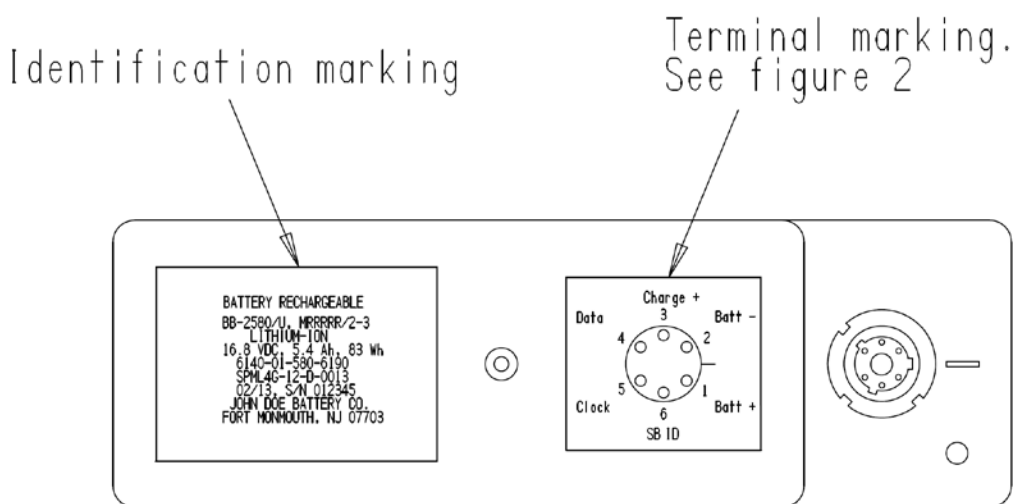 Identification marking
Terminal marking.
See figure 2
BATTERY RECHARGEABLE
BB-2580/U, MRRRRR/2-3
LITHIUM-ION
16.8 VDC, 5.4 Ah, 83 Wh
6140-01-580-6190
SPML4G-12-D-0013
02/13, S/N 012345
JOHN DOE BATTERY CO.
FORT MONMOUTH, NJ 07703
Charge +
Data 3 Batt -
4 2
5 1
Clock 6 Batt +
SB ID